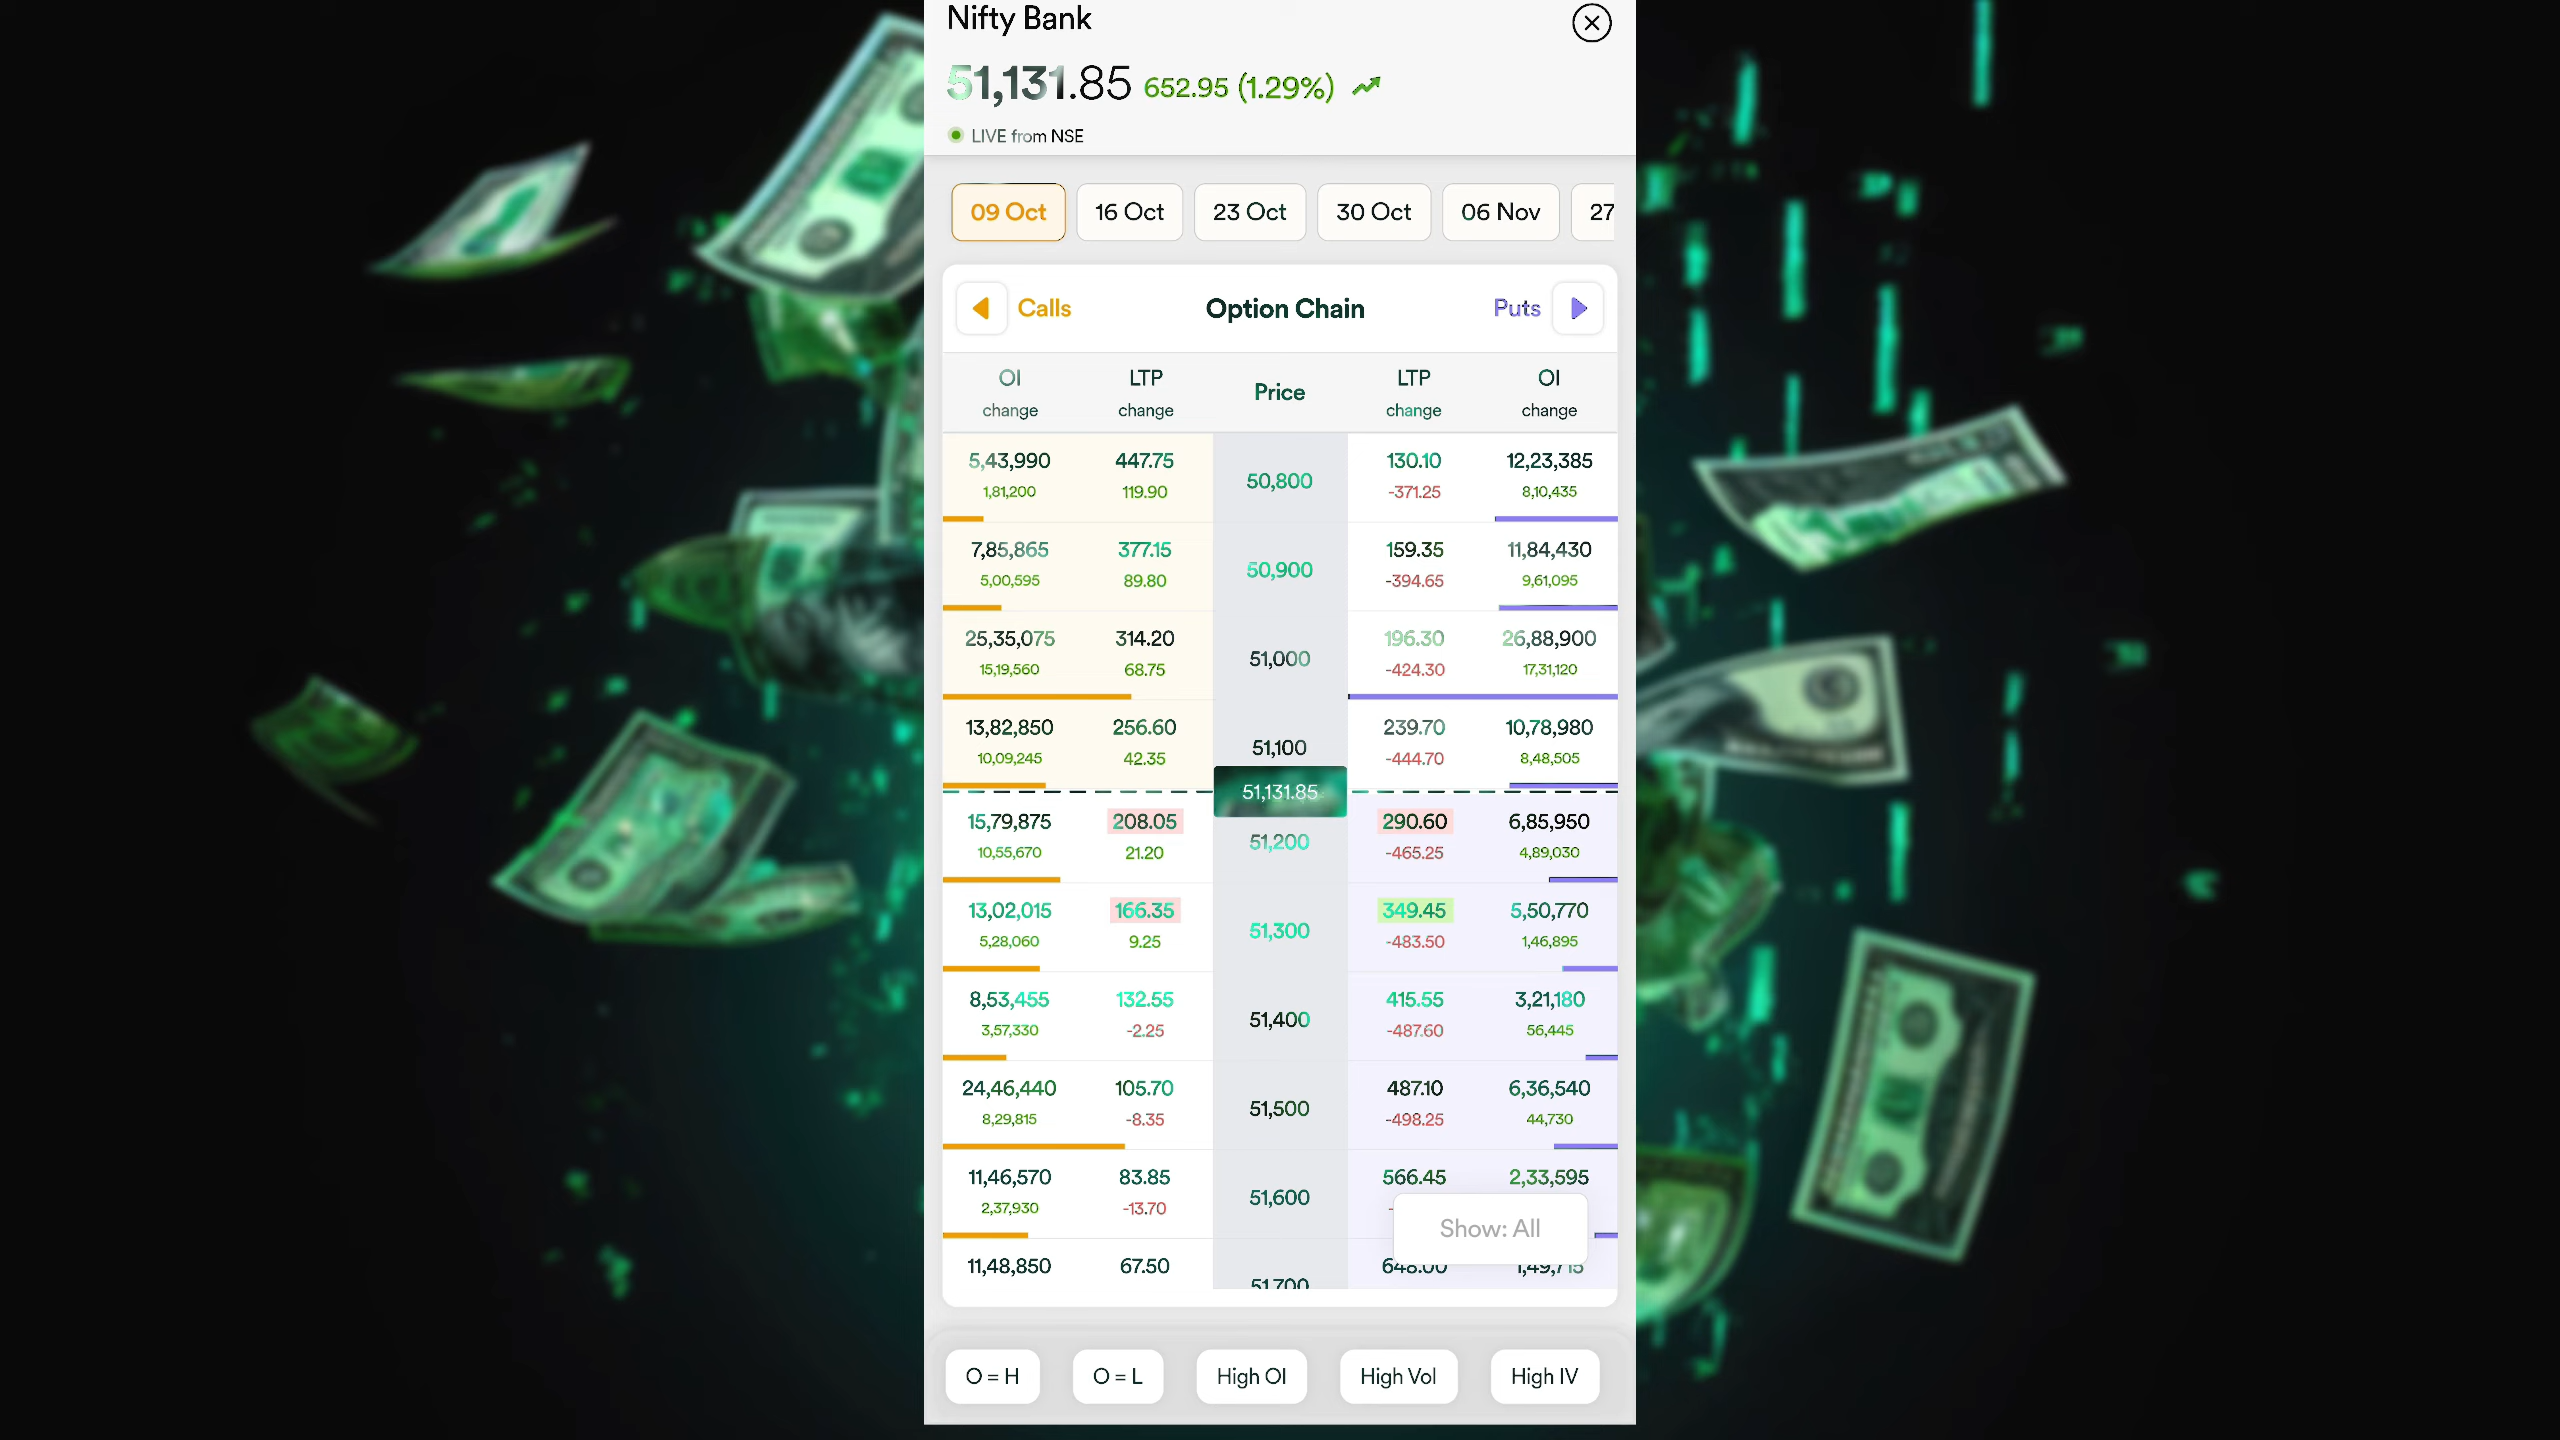 Nifty Bank
51,131.85 652.95 (1.29%)
LIVE from NSE
09 Oct 16 Oct 23 Oct 30 Oct 06 Nov 27
Calls Option Chain Puts
OI LTP Price LTP OI
change change change change
5,43,990 447.75 50,800 130.10 12,23,385
1,81,200 119.90 -371.25 8,10,435
7,85,865 377.15 50,900 159.35 11,84,430
5,00,595 89.80 -394.65 9,61,095
25,35,075 314.20 51,000 196.30 26,88,900
15,19,560 68.75 -424.30 17,31,120
13,82,850 256.60 51,100 239.70 10,78,980
10,09,245 42.35 -444.70 8,48,505
51,131.85
15,79,875 208.05 51,200 290.60 6,85,950
10,55,670 21.20 -465.25 4,89,030
13,02,015 166.35 51,300 349.45 5,50,770
5,28,060 9.25 -483.50 1,46,895
8,53,455 132.55 51,400 415.55 3,21,180
3,57,330 -2.25 -487.60 56,445
24,46,440 105.70 51,500 487.10 6,36,540
8,29,815 -8.35 -498.25 44,730
11,46,570 83.85 51,600 566.45 2,33,595
2,37,930 -13.70 -
Show: All
11,48,850 67.50 51,700
O = H O = L High OI High Vol High IV